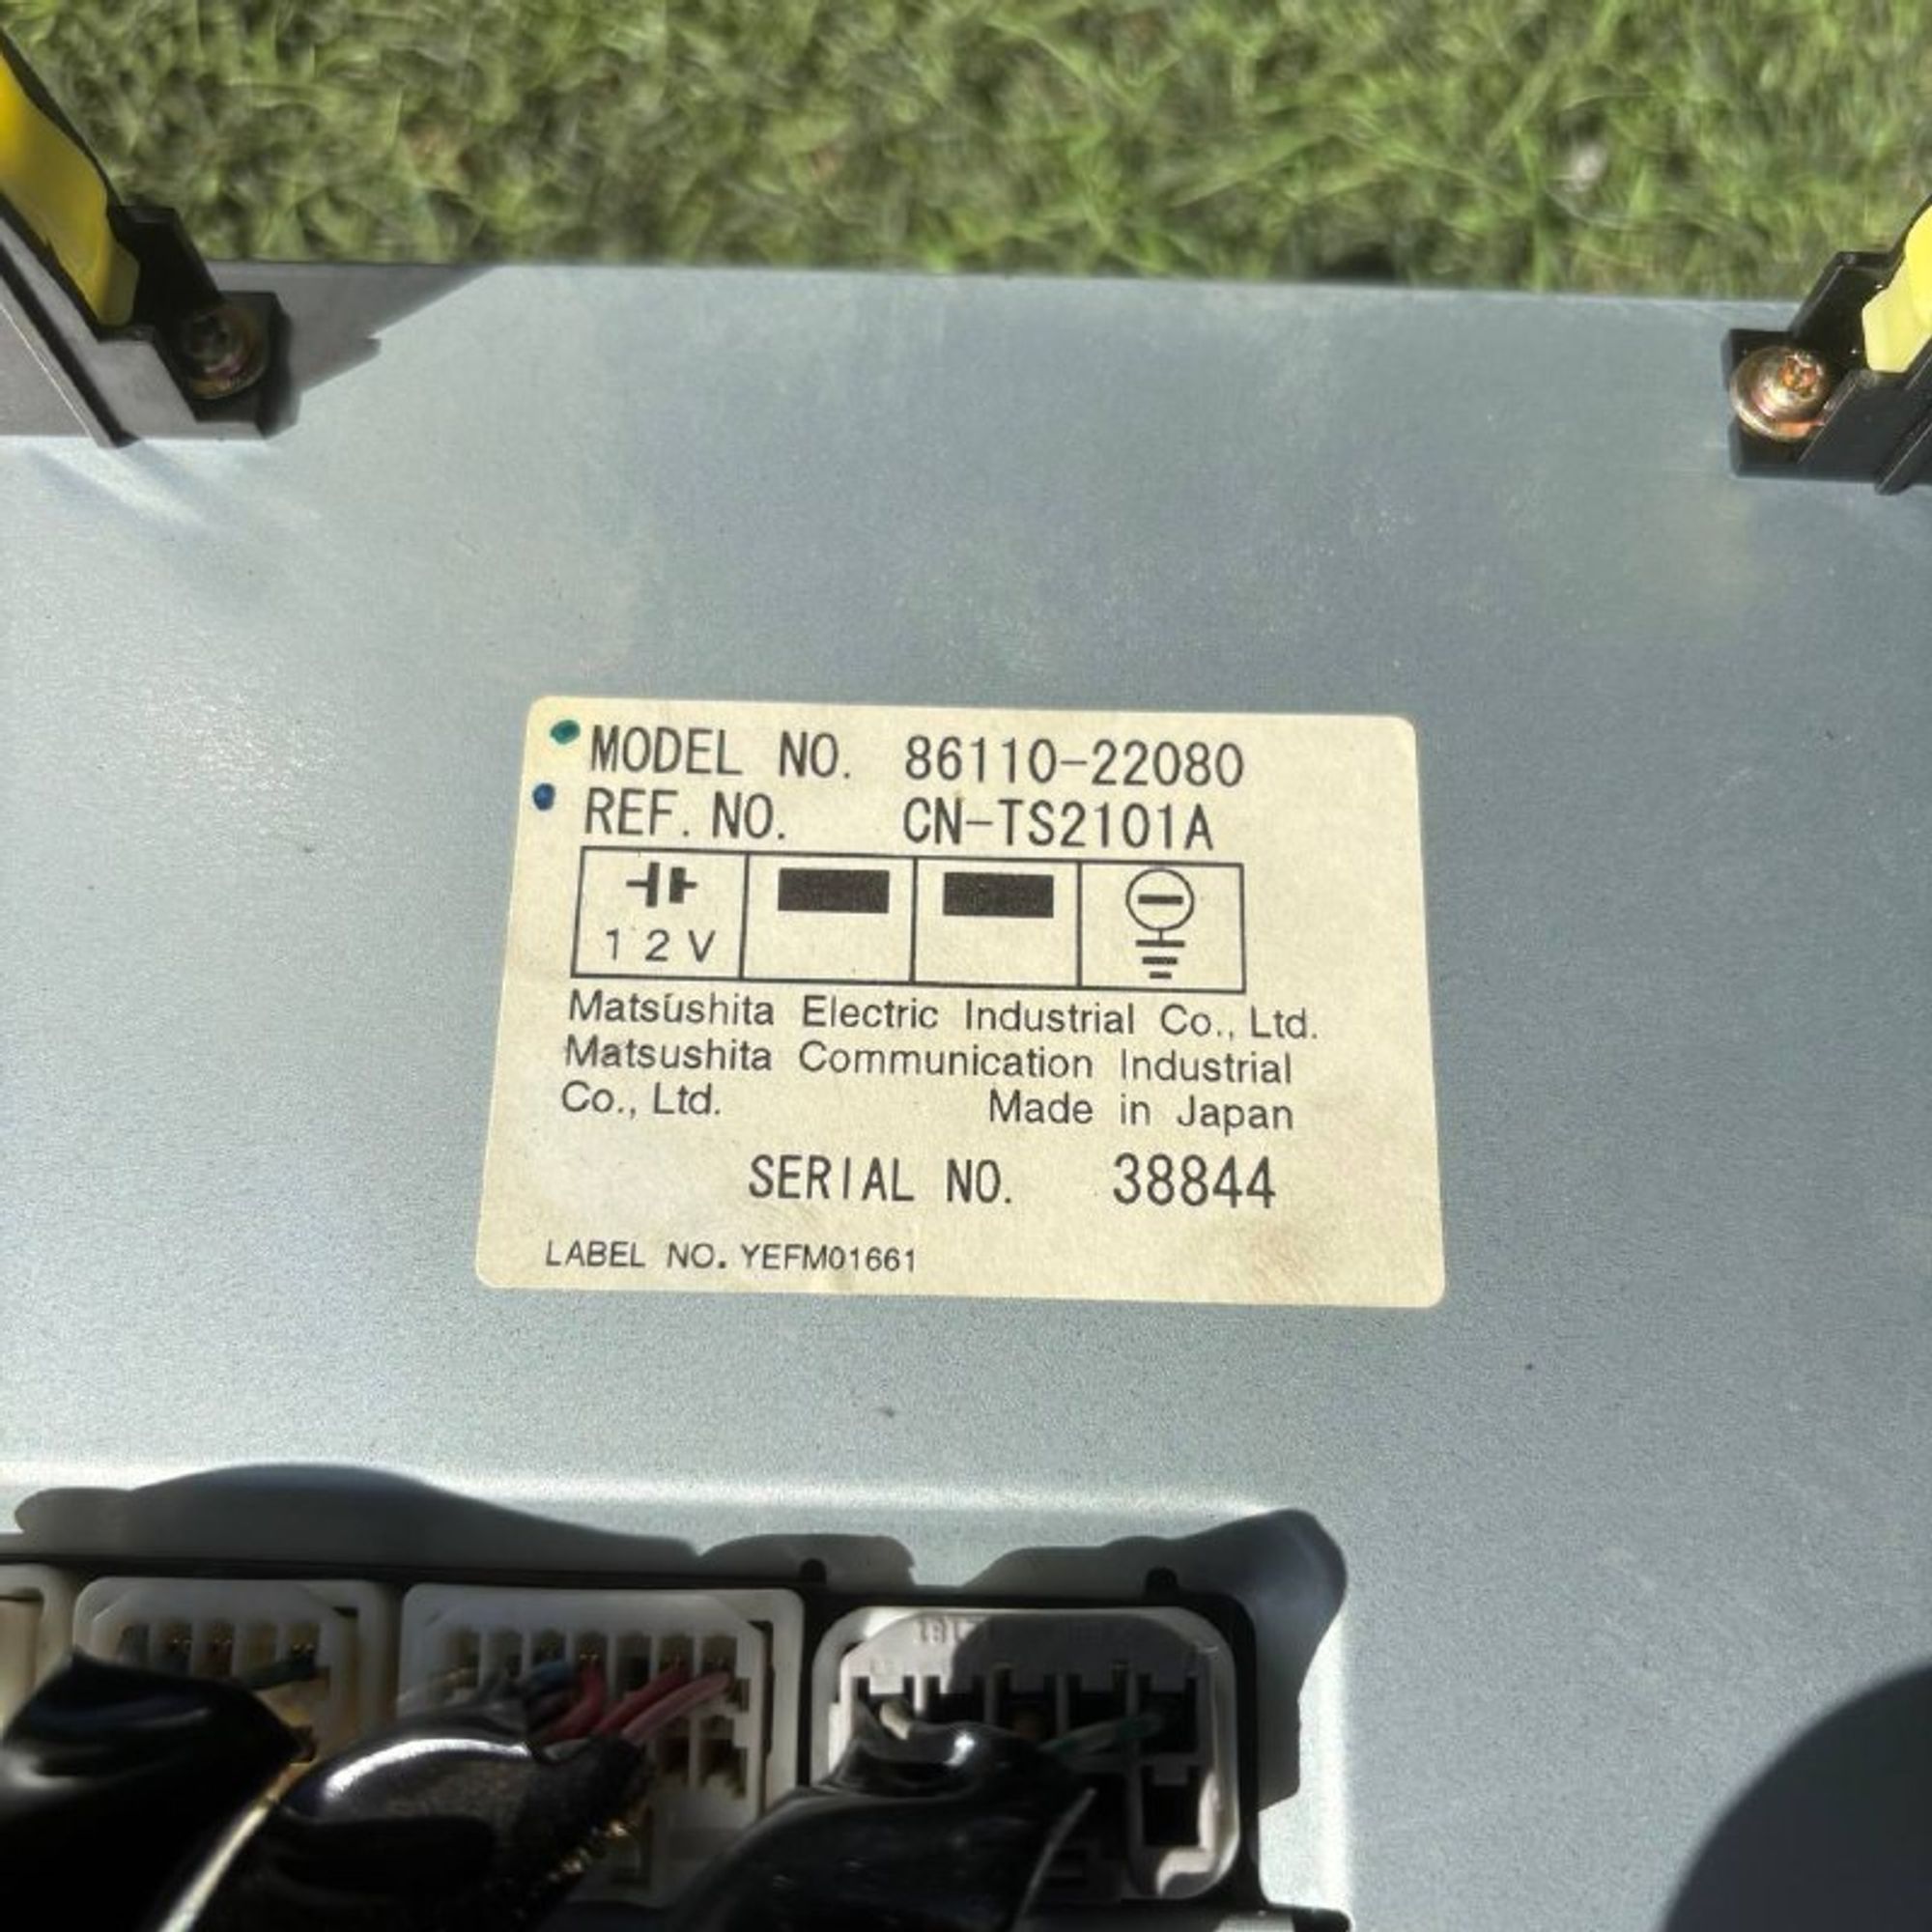 MODEL NO. 86110-22080
REF. NO. CN-TS2101A
12V
Matsushita Electric Industrial Co., Ltd.
Matsushita Communication Industrial
Co., Ltd. Made in Japan
SERIAL NO. 38844
LABEL NO. YEFM01661